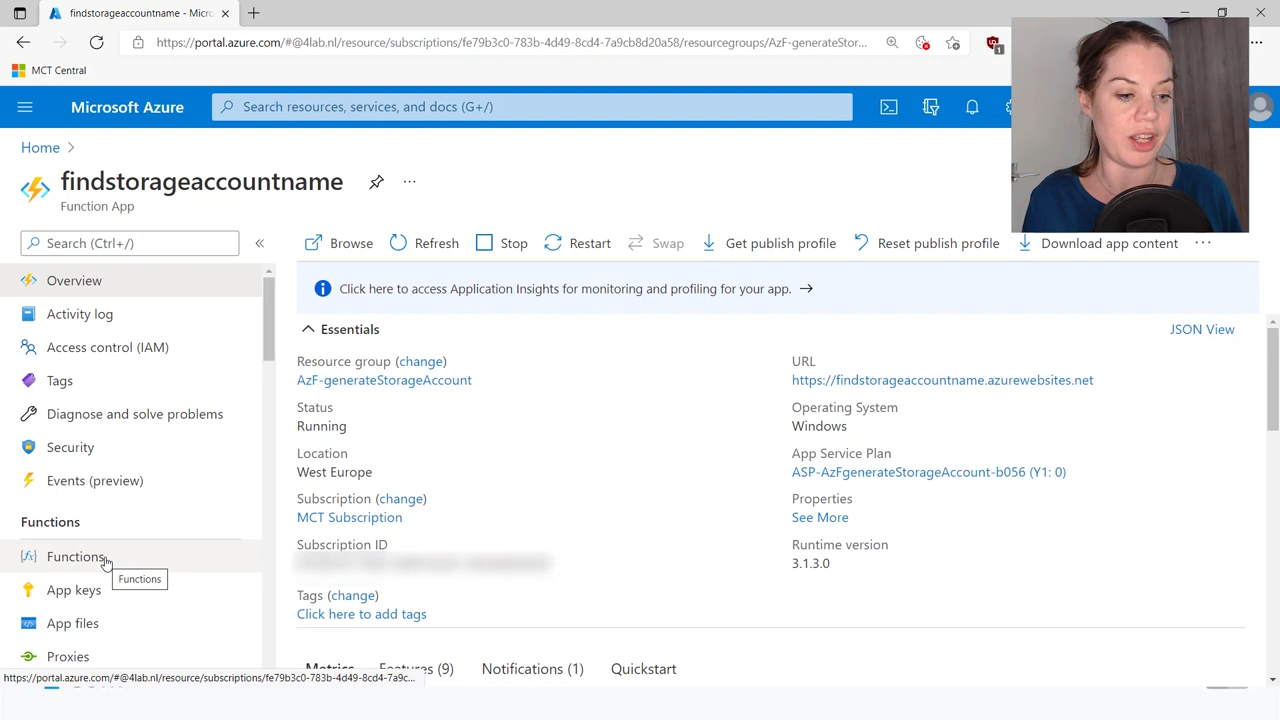 findstorageaccountname - Micro
https://portal.azure.com/#@4lab.nl/resource/subscriptions/fe79b3c0-783b-4d49-8cd4-7a9cb8d20a58/resourcegroups/AzF-generateStor...
1
MCT Central
Microsoft Azure
Search resources, services, and docs (G+/)
Home
findstorageaccountname
Function App
Search (Ctrl+/)
Browse
Refresh
Stop
Restart
Swap
Get publish profile
Reset publish profile
Download app content
Overview
Activity log
Access control (IAM)
Tags
Diagnose and solve problems
Security
Events (preview)
Functions
Functions
Functions
App keys
App files
Proxies
Click here to access Application Insights for monitoring and profiling for your app.
Essentials
JSON View
Resource group (change)
AzF-generateStorageAccount
Status
Running
Location
West Europe
Subscription (change)
MCT Subscription
Subscription ID
Tags (change)
Click here to add tags
URL
https://findstorageaccountname.azurewebsites.net
Operating System
Windows
App Service Plan
ASP-AzFgenerateStorageAccount-b056 (Y1: 0)
Properties
See More
Runtime version
3.1.3.0
Metrics
Features (9)
Notifications (1)
Quickstart
https://portal.azure.com/#@4lab.nl/resource/subscriptions/fe79b3c0-783b-4d49-8cd4-7a9c...